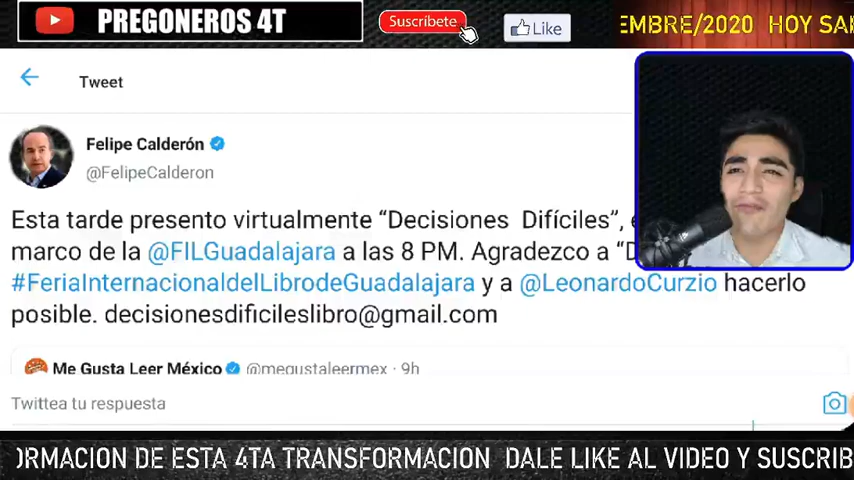 PREGONEROS 4T
Suscríbete
Like
EMBRE/2020 HOY
Tweet
Felipe Calderón
@FelipeCalderon
Esta tarde presento virtualmente “Decisiones Difíciles”,
marco de la @FILGuadalajara a las 8 PM. Agradezco a
#FeriaInternacionaldelLibrodeGuadalajara y a @LeonardoCurzio hacerlo
posible. decisionesdificileslibro@gmail.com
Me Gusta Leer México @megustaleermex · 9h
Twittea tu respuesta
ORMACION DE ESTA 4TA TRANSFORMACION DALE LIKE AL VIDEO Y SUSCRIB